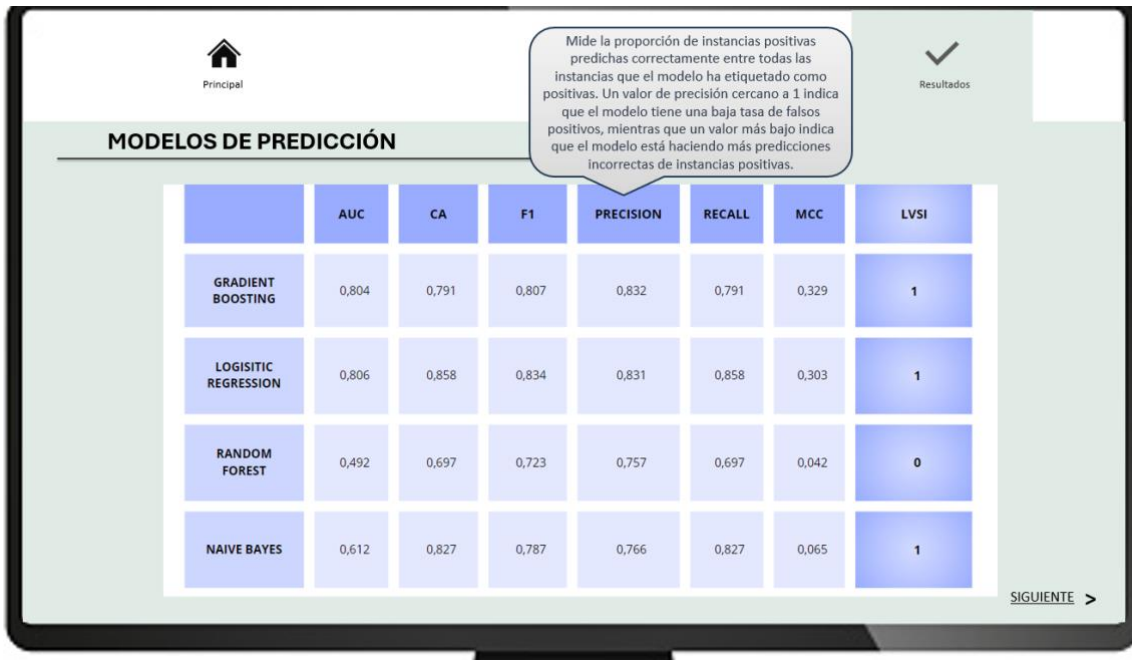 Principal
Mide la proporción de instancias positivas
predichas correctamente entre todas las
instancias que el modelo ha etiquetado como
positivas. Un valor de precisión cercano a 1 indica
que el modelo tiene una baja tasa de falsos
positivos, mientras que un valor más bajo indica
que el modelo está haciendo más predicciones
incorrectas de instancias positivas.
Resultados
MODELOS DE PREDICCIÓN
AUC CA F1 PRECISION RECALL MCC LVSI
GRADIENT
BOOSTING
0,804 0,791 0,807 0,832 0,791 0,329 1
LOGISITIC
REGRESSION
0,806 0,858 0,834 0,831 0,858 0,303 1
RANDOM
FOREST
0,492 0,697 0,723 0,757 0,697 0,042 0
NAIVE BAYES 0,612 0,827 0,787 0,766 0,827 0,065 1
SIGUIENTE >